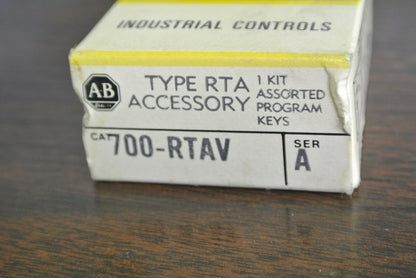 INDUSTRIAL CONTROLS
AB
TYPE RTA
ACCESSORY
1 KIT
ASSORTED
PROGRAM
KEYS
CAT
700-RTAV
SER
A